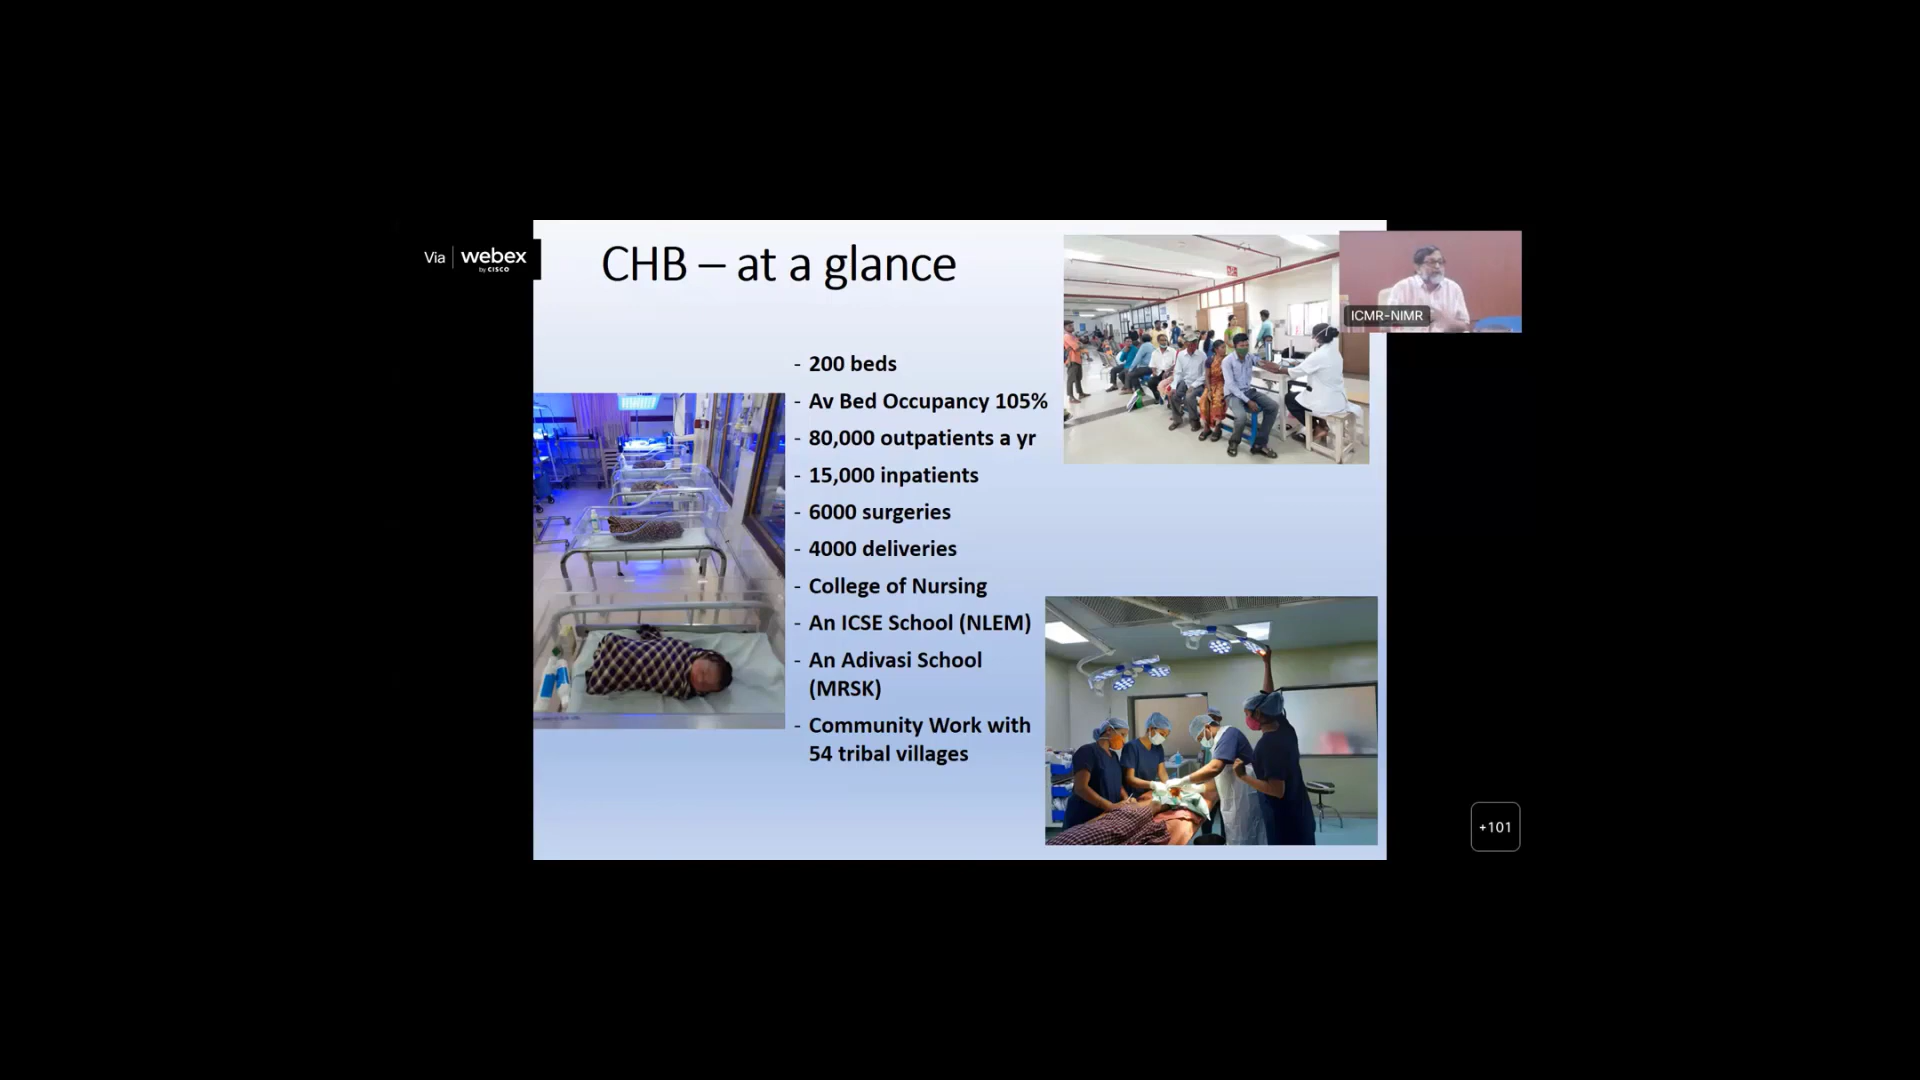 Via webex
by CISCO
CHB – at a glance
ICMR-NIMR
- 200 beds
- Av Bed Occupancy 105%
- 80,000 outpatients a yr
- 15,000 inpatients
- 6000 surgeries
- 4000 deliveries
- College of Nursing
- An ICSE School (NLEM)
- An Adivasi School
(MRSK)
- Community Work with
54 tribal villages
+101